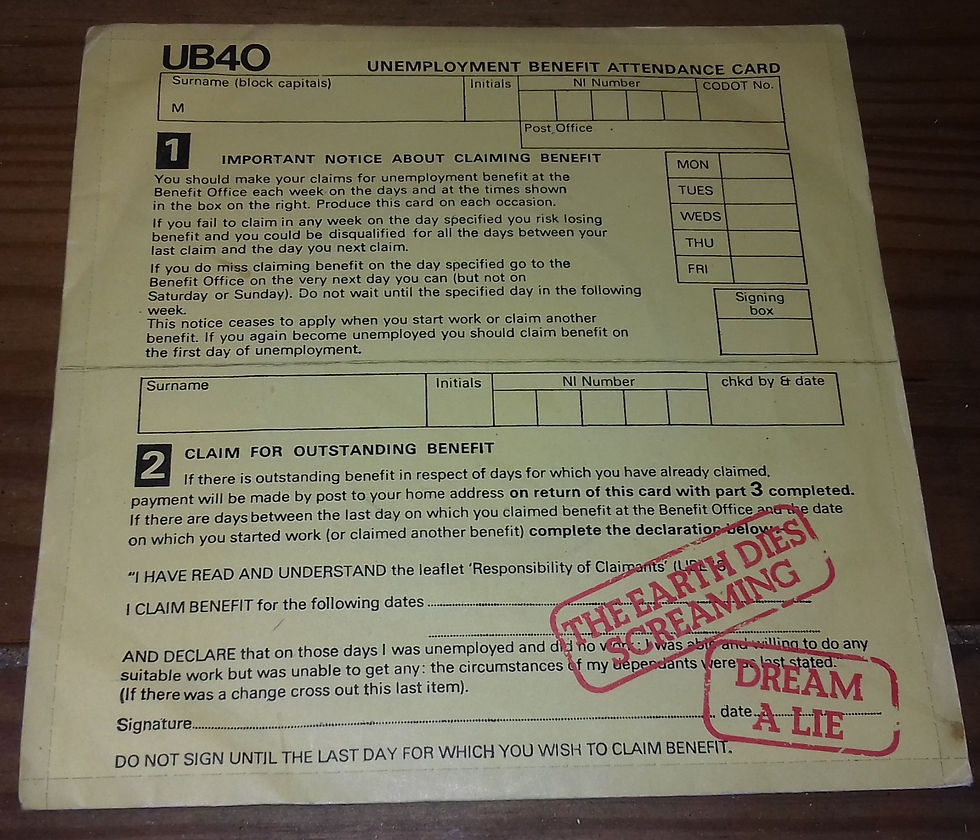 UB40
UNEMPLOYMENT BENEFIT ATTENDANCE CARD
Surname (block capitals)
Initials
NI Number
CODOT No.
M
Post Office
1
IMPORTANT NOTICE ABOUT CLAIMING BENEFIT
You should make your claims for unemployment benefit at the
Benefit Office each week on the days and at the times shown
in the box on the right. Produce this card on each occasion.
If you fail to claim in any week on the day specified you risk losing
benefit and you could be disqualified for all the days between your
last claim and the day you next claim.
If you do miss claiming benefit on the day specified go to the
Benefit Office on the very next day you can (but not on
Saturday or Sunday). Do not wait until the specified day in the following
week.
This notice ceases to apply when you start work or claim another
benefit. If you again become unemployed you should claim benefit on
the first day of unemployment.
MON
TUES
WEDS
THU
FRI
Signing
box
Surname
Initials
NI Number
chkd by & date
2
CLAIM FOR OUTSTANDING BENEFIT
If there is outstanding benefit in respect of days for which you have already claimed,
payment will be made by post to your home address on return of this card with part 3 completed.
If there are days between the last day on which you claimed benefit at the Benefit Office and the date
on which you started work (or claimed another benefit) complete the declaration below.
"I HAVE READ AND UNDERSTAND the leaflet 'Responsibility of Claimants'
I CLAIM BENEFIT for the following dates
AND DECLARE that on those days I was unemployed and did no work I was able and willing to do any
suitable work but was unable to get any: the circumstances of my dependants were as last stated.
(If there was a change cross out this last item).
Signature
date
DO NOT SIGN UNTIL THE LAST DAY FOR WHICH YOU WISH TO CLAIM BENEFIT.
THE EARTH DIES
SCREAMING
DREAM
A LIE